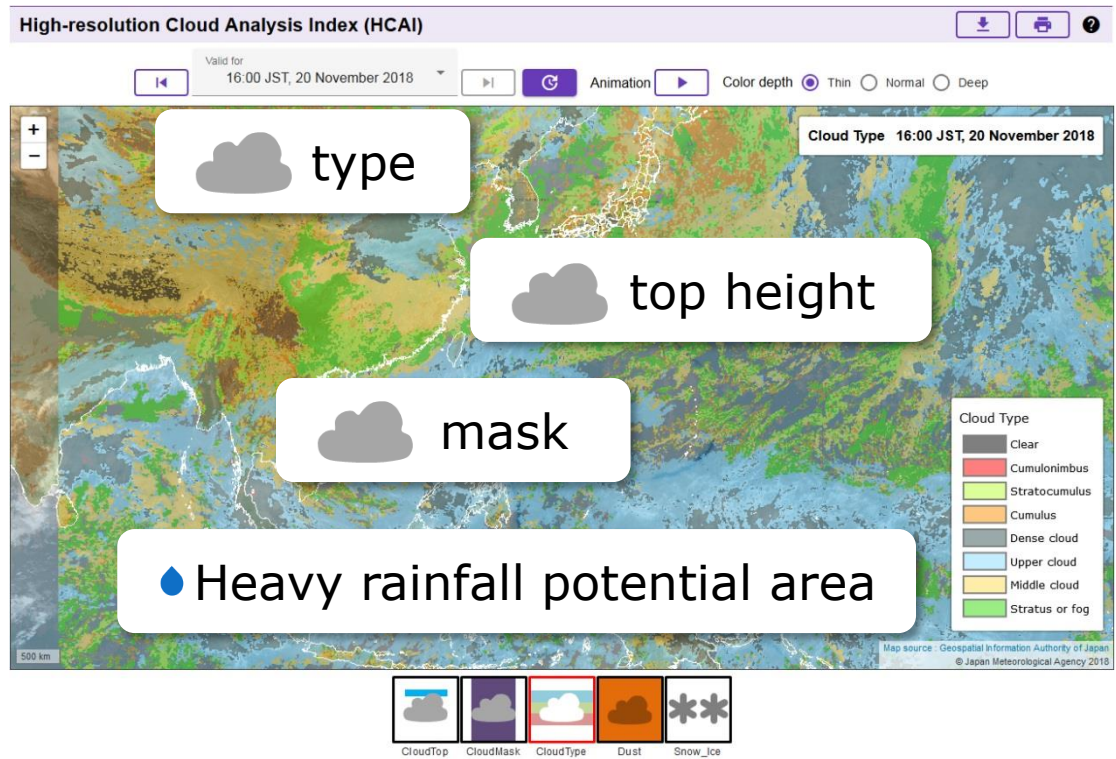 High-resolution Cloud Analysis Index (HCAI)
Valid for
16:00 JST, 20 November 2018
Animation
Color depth
Thin
Normal
Deep
+
−
Cloud Type 16:00 JST, 20 November 2018
type
top height
mask
Heavy rainfall potential area
Cloud Type
Clear
Cumulonimbus
Stratocumulus
Cumulus
Dense cloud
Upper cloud
Middle cloud
Stratus or fog
500 km
Map source : Geospatial Information Authority of Japan
© Japan Meteorological Agency 2018
CloudTop
CloudMask
CloudType
Dust
Snow_Ice